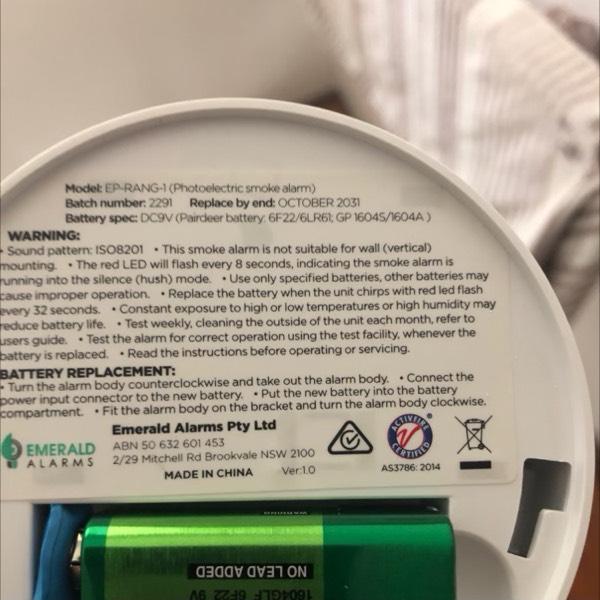 Model: EP-RANG-1 (Photoelectric smoke alarm)
Batch number: 2291 Replace by end: OCTOBER 2031
Battery spec: DC9V (Pairdeer battery: 6F22/6LR61; GP 1604S/1604A )
WARNING:
• Sound pattern: ISO8201 • This smoke alarm is not suitable for wall (vertical)
mounting. • The red LED will flash every 8 seconds, indicating the smoke alarm is
running into the silence (hush) mode. • Use only specified batteries, other batteries may
cause improper operation. • Replace the battery when the unit chirps with red led flash
every 32 seconds. • Constant exposure to high or low temperatures or high humidity may
reduce battery life. • Test weekly, cleaning the outside of the unit each month, refer to
users guide. • Test the alarm for correct operation using the test facility, whenever the
battery is replaced. • Read the instructions before operating or servicing.
BATTERY REPLACEMENT:
• Turn the alarm body counterclockwise and take out the alarm body. • Connect the
power input connector to the new battery. • Put the new battery into the battery
compartment. • Fit the alarm body on the bracket and turn the alarm body clockwise.
EMERALD
ALARMS
Emerald Alarms Pty Ltd
ABN 50 632 601 453
2/29 Mitchell Rd Brookvale NSW 2100
MADE IN CHINA Ver:1.0
ACTIVFIRE
CERTIFIED
AS3786: 2014
WARNING
NO LEAD ADDED
1604GLF 6F22 9V